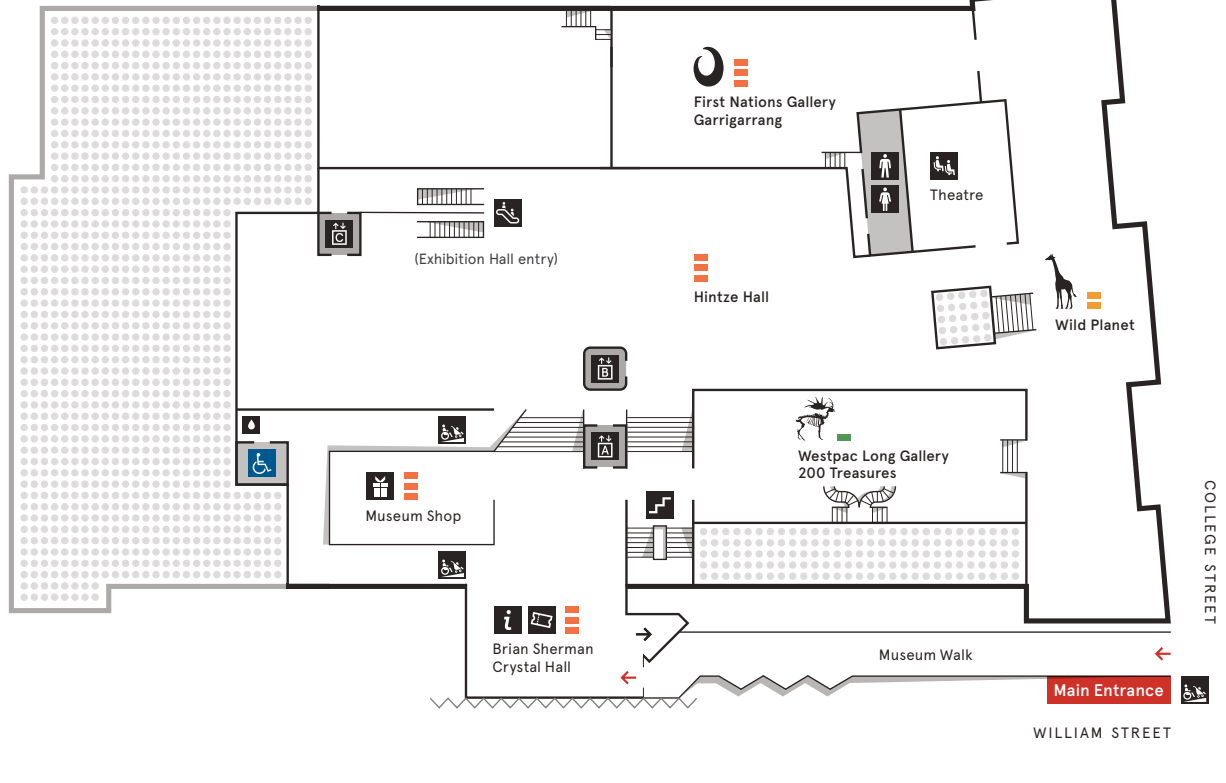 First Nations Gallery
Garrigarrang
Theatre
C
(Exhibition Hall entry)
Hintze Hall
Wild Planet
B
A
Westpac Long Gallery
200 Treasures
Museum Shop
COLLEGE STREET
i
Brian Sherman
Crystal Hall
Museum Walk
Main Entrance
WILLIAM STREET